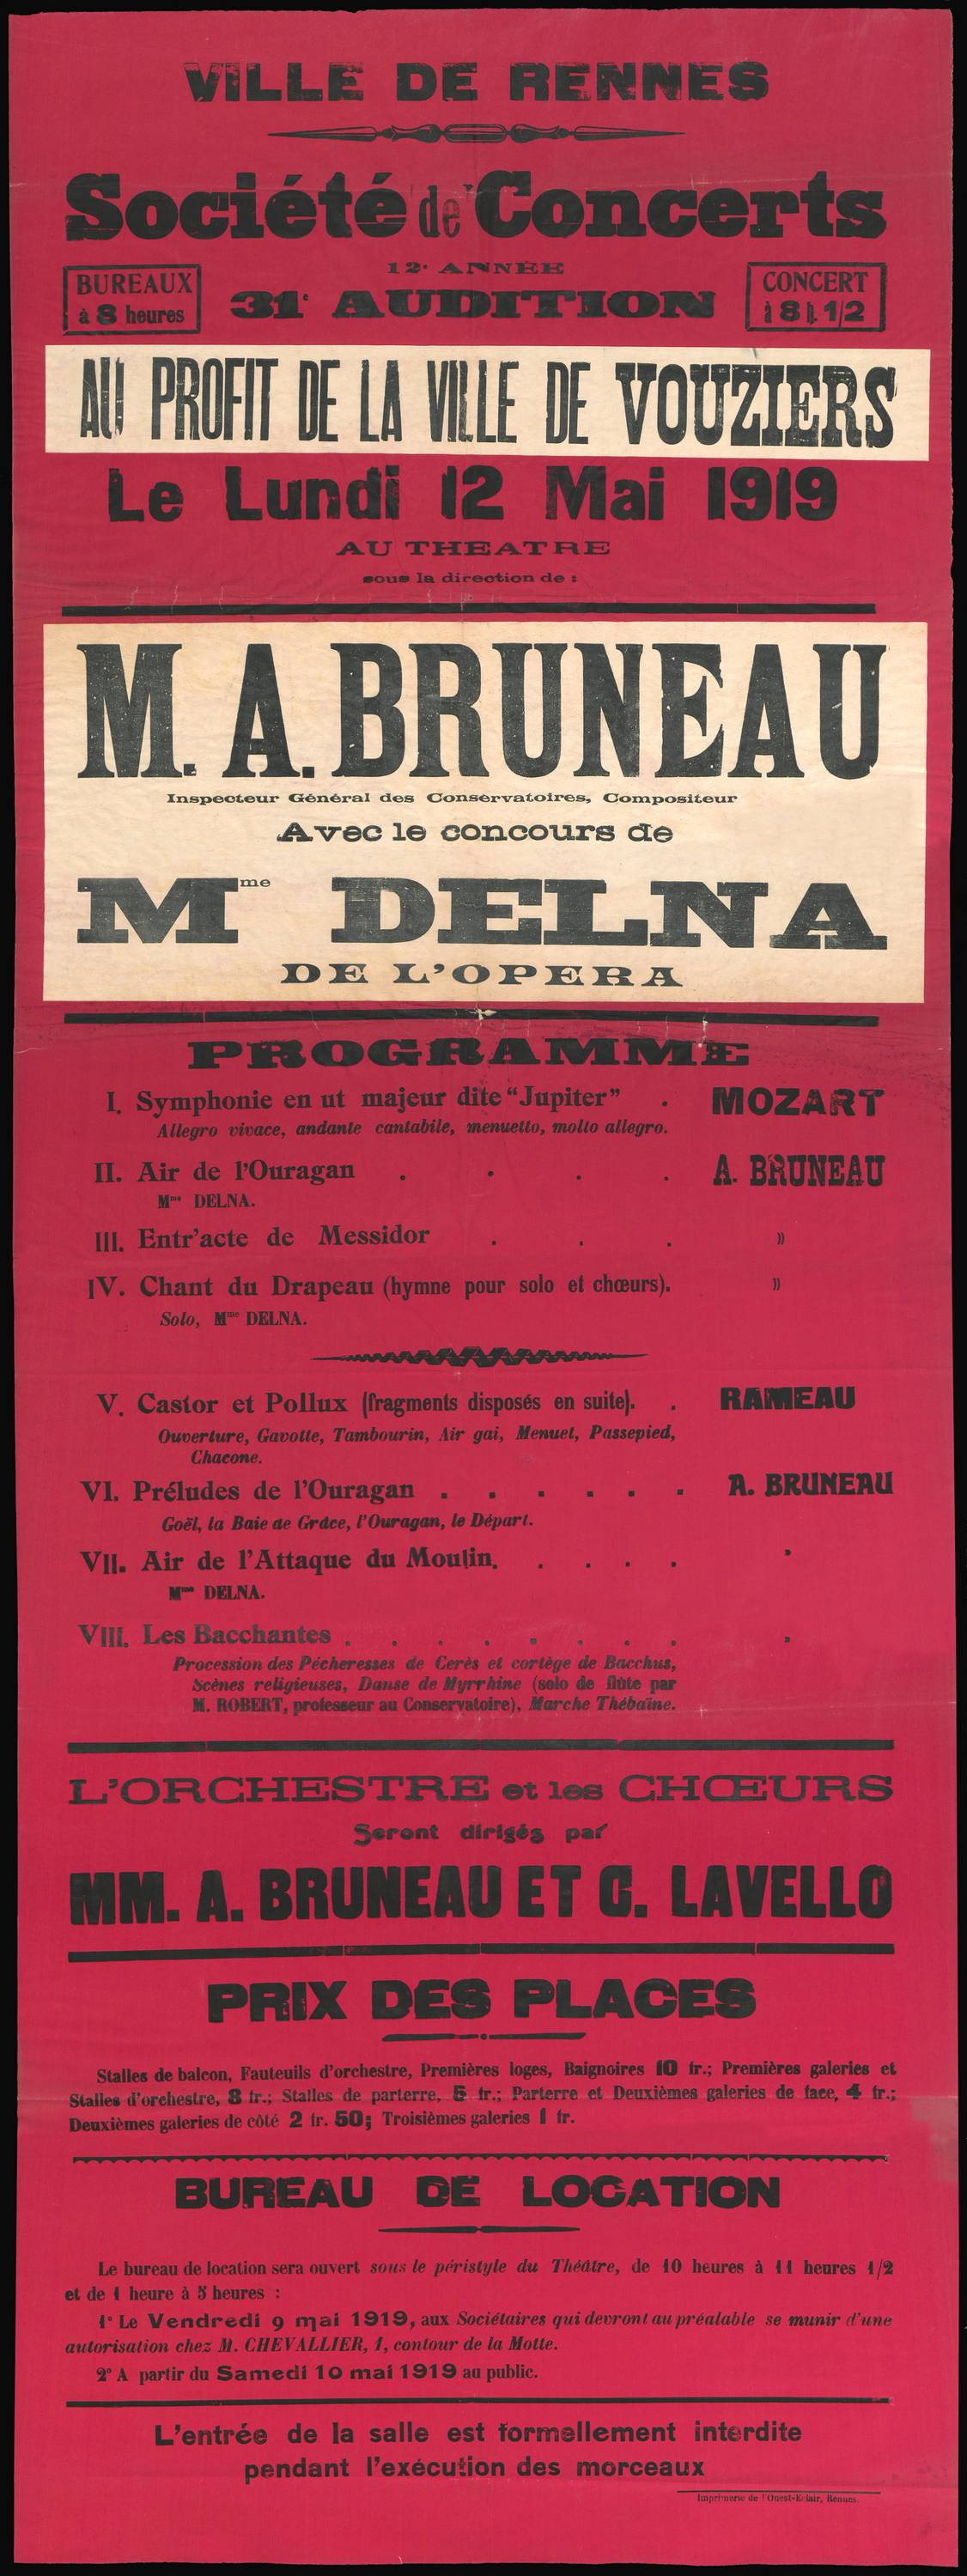 VILLE DE RENNES
Société de Concerts
12e ANNÉE
BUREAUX
à 8 heures
31e AUDITION
CONCERT
à 8 h. 1/2
AU PROFIT DE LA VILLE DE VOUZIERS
Le Lundi 12 Mai 1919
AU THEATRE
sous la direction de :
M. A. BRUNEAU
Inspecteur Général des Conservatoires, Compositeur
Avec le concours de
Mme DELNA
DE L'OPERA
PROGRAMME
I. Symphonie en ut majeur dite "Jupiter" . MOZART
Allegro vivace, andante cantabile, menuetto, molto allegro.
II. Air de l'Ouragan . . . . A. BRUNEAU
Mme DELNA.
III. Entr'acte de Messidor . . . »
IV. Chant du Drapeau (hymne pour solo et chœurs). »
Solo, Mme DELNA.
V. Castor et Pollux (fragments disposés en suite). . RAMEAU
Ouverture, Gavotte, Tambourin, Air gai, Menuet, Passepied,
Chacone.
VI. Préludes de l'Ouragan . . . . . . A. BRUNEAU
Goël, la Baie de Grâce, l'Ouragan, le Départ.
VII. Air de l'Attaque du Moulin. . . . . »
Mme DELNA.
VIII. Les Bacchantes . . . . . . . . »
Procession des Pécheresses de Cerès et cortège de Bacchus,
Scènes religieuses, Danse de Myrrhine (solo de flûte par
M. ROBERT, professeur au Conservatoire), Marche Thébaïne.
L'ORCHESTRE et les CHŒURS
Seront dirigés par
MM. A. BRUNEAU ET C. LAVELLO
PRIX DES PLACES
Stalles de balcon, Fauteuils d'orchestre, Premières loges, Baignoires 10 fr.; Premières galeries et
Stalles d'orchestre, 8 fr.; Stalles de parterre, 5 fr.; Parterre et Deuxièmes galeries de face, 4 fr.;
Deuxièmes galeries de côté 2 fr. 50; Troisièmes galeries 1 fr.
BUREAU DE LOCATION
Le bureau de location sera ouvert sous le péristyle du Théâtre, de 10 heures à 11 heures 1/2
et de 1 heure à 5 heures :
1° Le Vendredi 9 mai 1919, aux Sociétaires qui devront au préalable se munir d'une
autorisation chez M. CHEVALLIER, 1, contour de la Motte.
2° A partir du Samedi 10 mai 1919 au public.
L'entrée de la salle est formellement interdite
pendant l'exécution des morceaux
Imprimerie de l'Ouest-Eclair, Rennes.